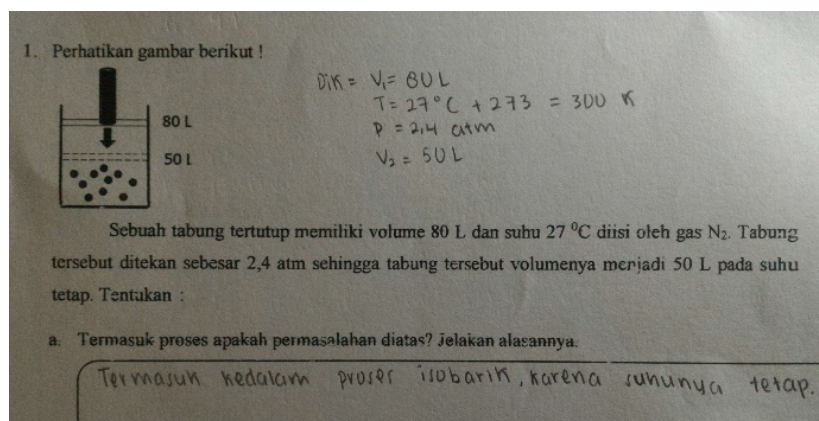 1. Perhatikan gambar berikut !
80 L
50 L
Dik = V₁= 80 L
T = 27°C + 273 = 300 K
P = 2,4 atm
V₂ = 50 L
Sebuah tabung tertutup memiliki volume 80 L dan suhu 27 ⁰C diisi oleh gas N₂. Tabung
tersebut ditekan sebesar 2,4 atm sehingga tabung tersebut volumenya menjadi 50 L pada suhu
tetap. Tentukan :
a. Termasuk proses apakah permasalahan diatas? Jelakan alasannya.
Termasuk kedalam proses isobarik, karena suhunya tetap.